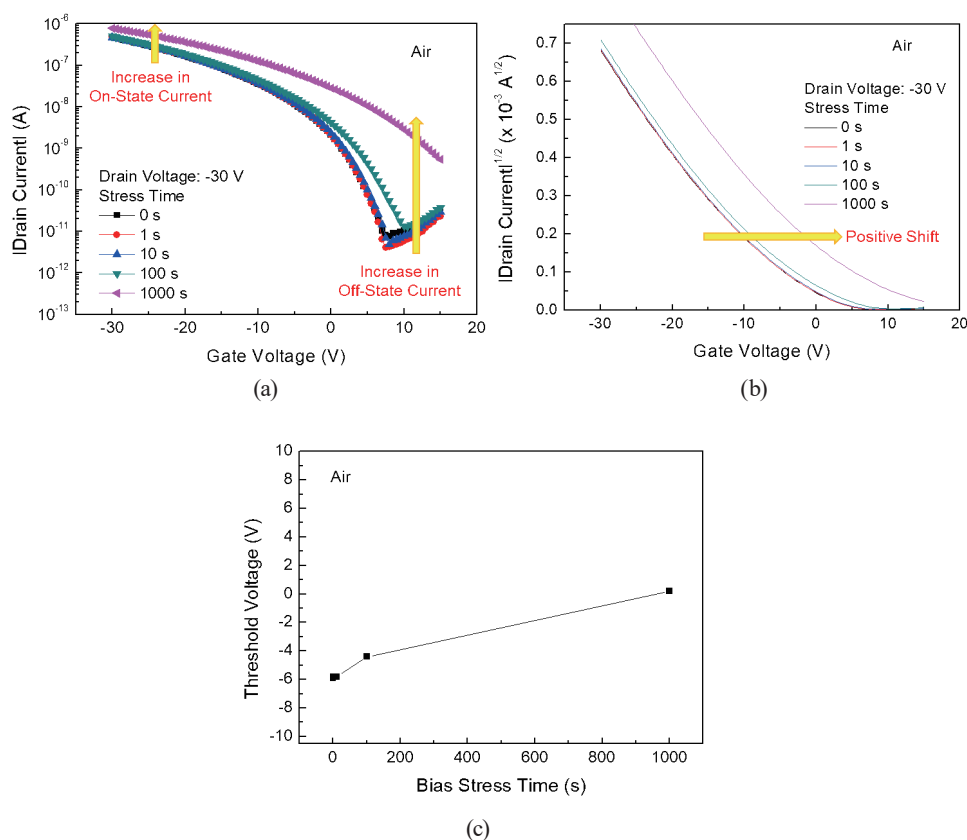 10⁻⁶
10⁻⁷
10⁻⁸
10⁻⁹
10⁻¹⁰
10⁻¹¹
10⁻¹²
10⁻¹³
|Drain Current| (A)
Air
Increase in
On-State Current
Drain Voltage: -30 V
Stress Time
0 s
1 s
10 s
100 s
1000 s
Increase in
Off-State Current
-30 -20 -10 0 10 20
Gate Voltage (V)
(a)
0.7
0.6
0.5
0.4
0.3
0.2
0.1
0.0
|Drain Current|¹ᐟ² (x 10⁻³ A¹ᐟ²)
Air
Drain Voltage: -30 V
Stress Time
0 s
1 s
10 s
100 s
1000 s
Positive Shift
-30 -20 -10 0 10 20
Gate Voltage (V)
(b)
10
8
6
4
2
0
-2
-4
-6
-8
-10
Threshold Voltage (V)
Air
0 200 400 600 800 1000
Bias Stress Time (s)
(c)